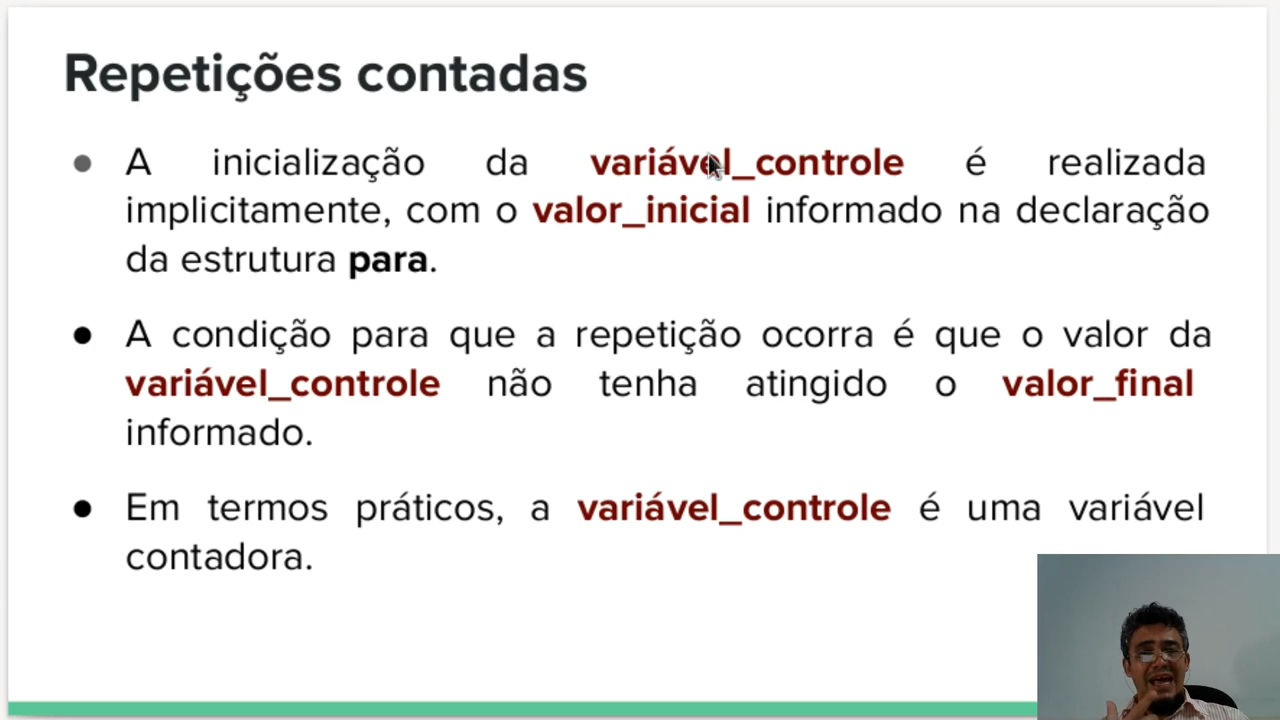 Repetições contadas
● A inicialização da variável_controle é realizada
implicitamente, com o valor_inicial informado na declaração
da estrutura para.
● A condição para que a repetição ocorra é que o valor da
variável_controle não tenha atingido o valor_final
informado.
● Em termos práticos, a variável_controle é uma variável
contadora.